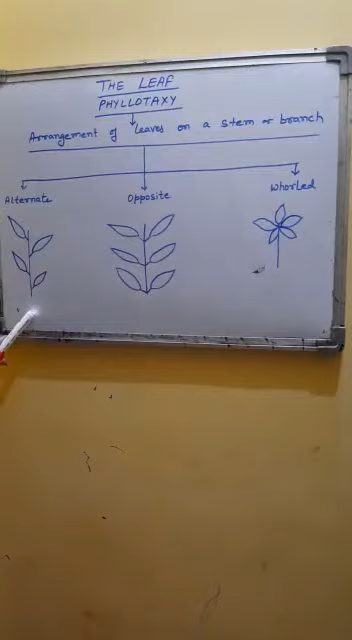 THE LEAF
PHYLLOTAXY
Arrangement of leaves on a stem or branch
Alternate
Opposite
Whorled